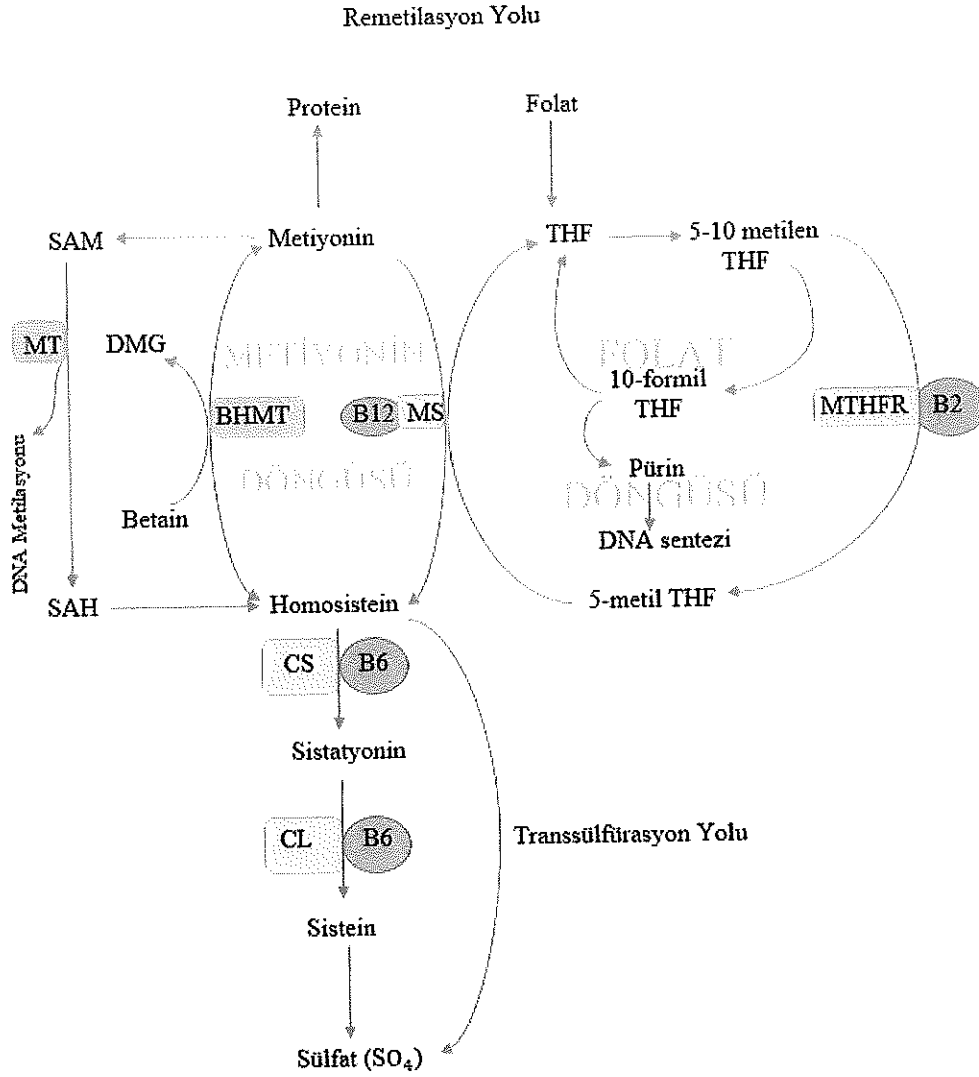 Remetilasyon Yolu
Protein
Folat
SAM
Metiyonin
THF
5-10 metilen
THF
MT
DMG
METİYONİN
FOLAT
10-formil
THF
BHMT
B12
MS
MTHFR
B2
DÖNGÜSÜ
Pürin
DÖNGÜSÜ
Betain
DNA sentezi
DNA Metilasyonu
SAH
Homosistein
5-metil THF
CS
B6
Sistatyonin
CL
B6
Transsülfürasyon Yolu
Sistein
Sülfat (SO₄)